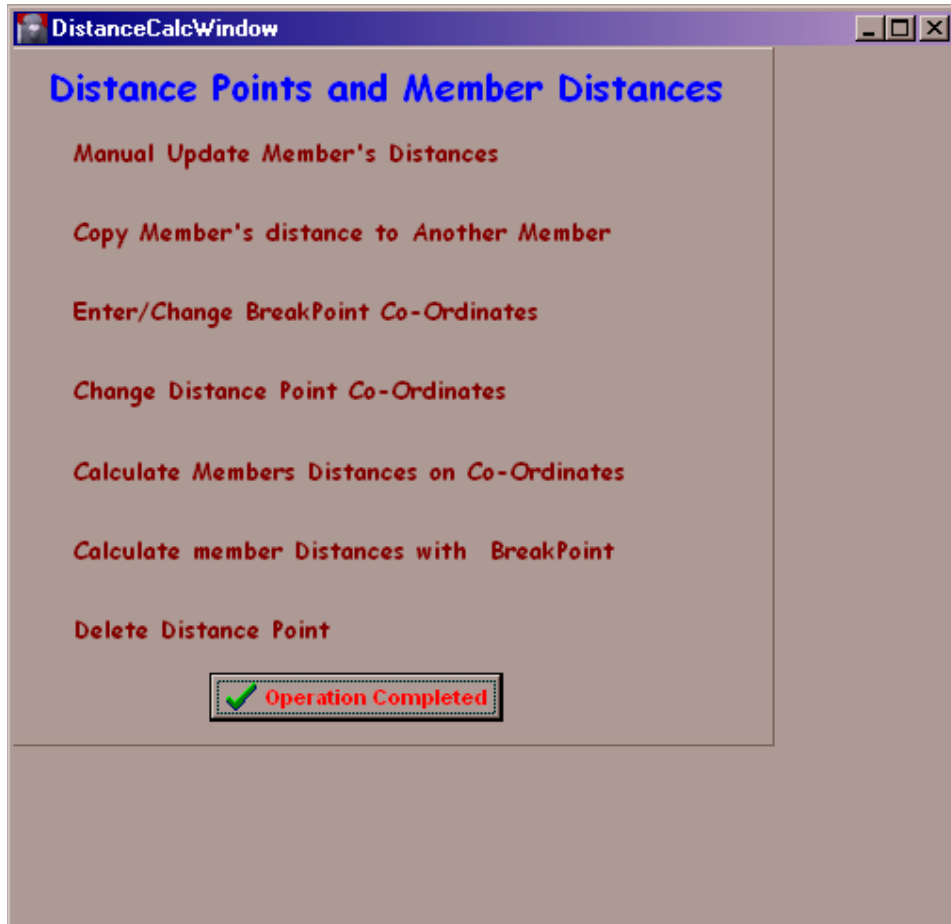 DistanceCalcWindow
Distance Points and Member Distances
Manual Update Member's Distances
Copy Member's distance to Another Member
Enter/Change BreakPoint Co-Ordinates
Change Distance Point Co-Ordinates
Calculate Members Distances on Co-Ordinates
Calculate member Distances with BreakPoint
Delete Distance Point
Operation Completed